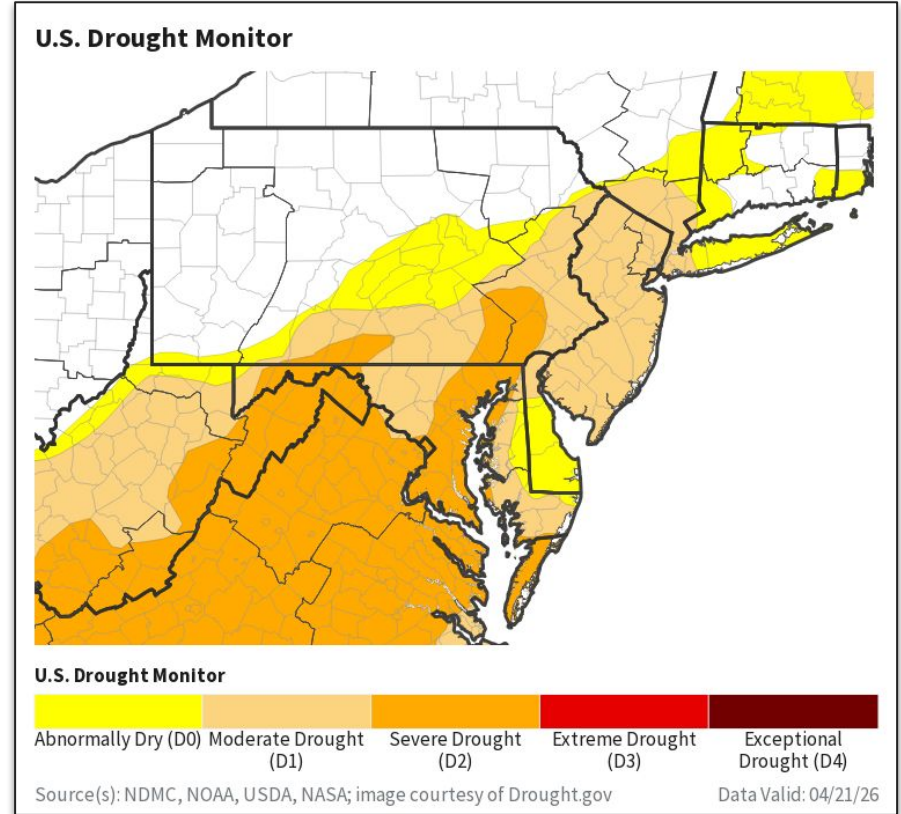 U.S. Drought Monitor
U.S. Drought Monitor
Abnormally Dry (D0)
Moderate Drought
(D1)
Severe Drought
(D2)
Extreme Drought
(D3)
Exceptional
Drought (D4)
Source(s): NDMC, NOAA, USDA, NASA; image courtesy of Drought.gov
Data Valid: 04/21/26